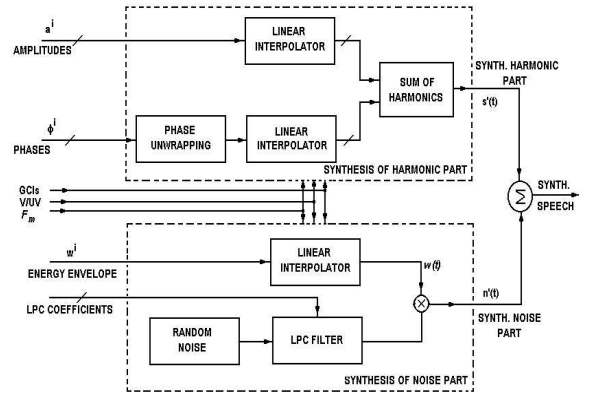 a i
AMPLITUDES
LINEAR
INTERPOLATOR
SUM OF
HARMONICS
SYNTH. HARMONIC
PART
s'(t)
ϕ i
PHASES
PHASE
UNWRAPPING
LINEAR
INTERPOLATOR
SYNTHESIS OF HARMONIC PART
GCIs
V/UV
Fm
Σ
SYNTH.
SPEECH
w i
ENERGY ENVELOPE
LINEAR
INTERPOLATOR
w(t)
LPC COEFFICIENTS
×
n'(t)
SYNTH. NOISE
PART
RANDOM
NOISE
LPC FILTER
SYNTHESIS OF NOISE PART